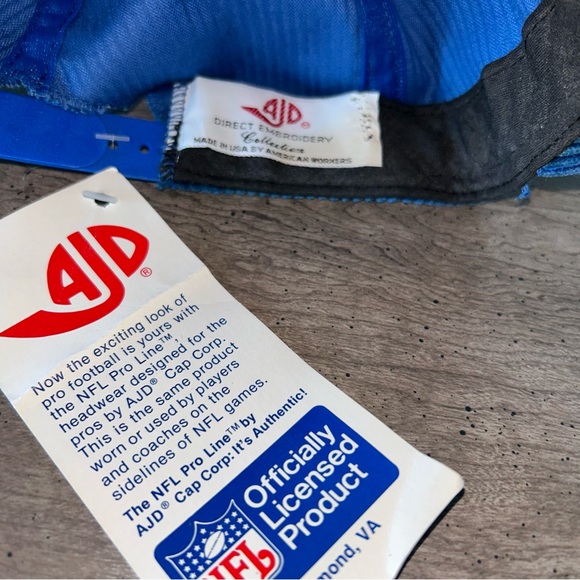 AJD®
DIRECT EMBROIDERY
Collection
MADE IN USA BY AMERICAN WORKERS
AJD®
Now the exciting look of
pro football is yours with
the NFL Pro Line™,
headwear designed for the
pros by AJD® Cap Corp.
This is the same product
worn or used by players
and coaches on the
sidelines of NFL games.
The NFL Pro Line™ by
AJD® Cap Corp: It's Authentic!
Officially
Licensed
Product
NFL
mond, VA